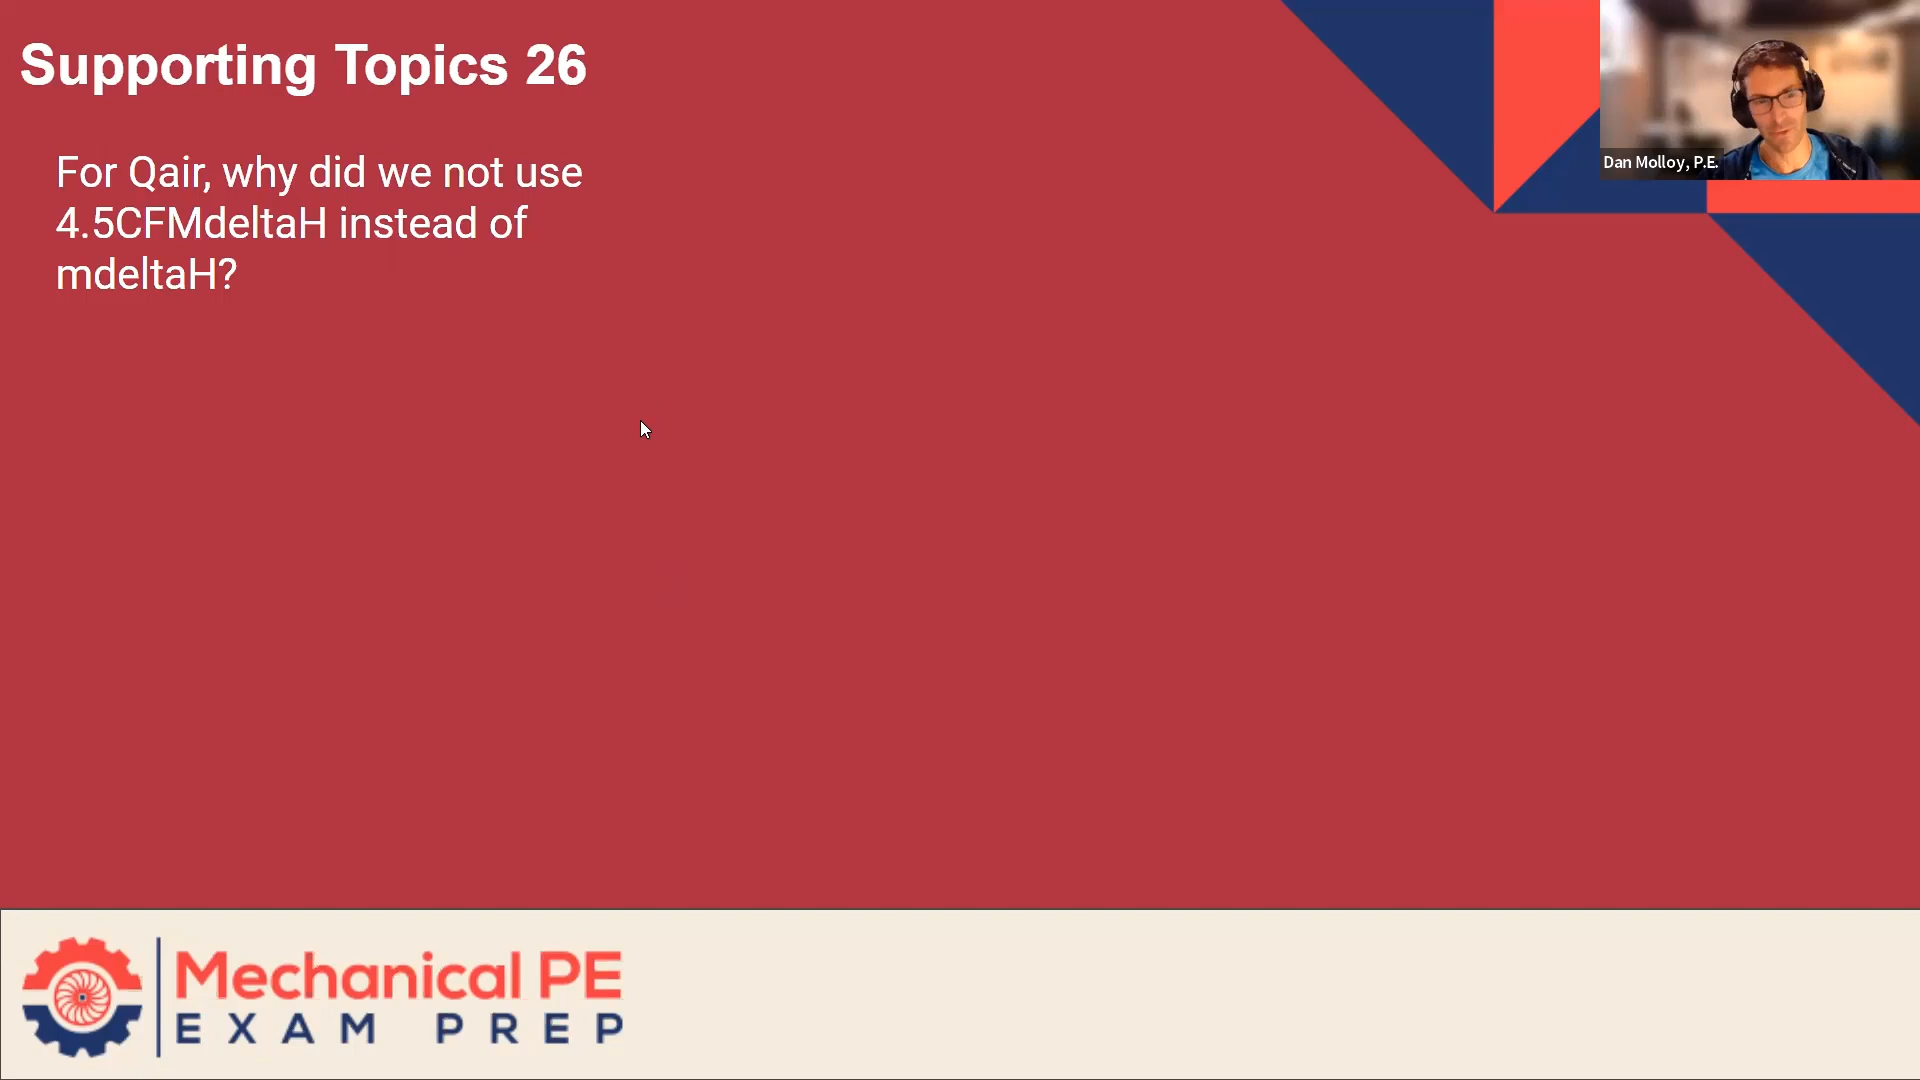 Supporting Topics 26
For Qair, why did we not use
4.5CFMdeltaH instead of
mdeltaH?
Dan Molloy, P.E.
Mechanical PE
EXAM PREP